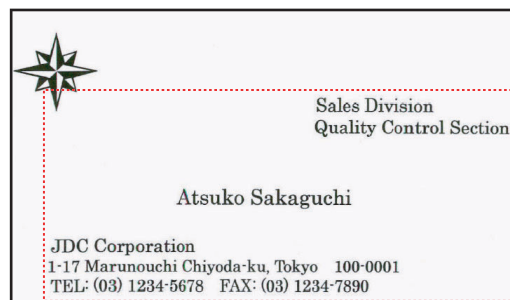 Sales Division
Quality Control Section
Atsuko Sakaguchi
JDC Corporation
1-17 Marunouchi Chiyoda-ku, Tokyo 100-0001
TEL: (03) 1234-5678 FAX: (03) 1234-7890